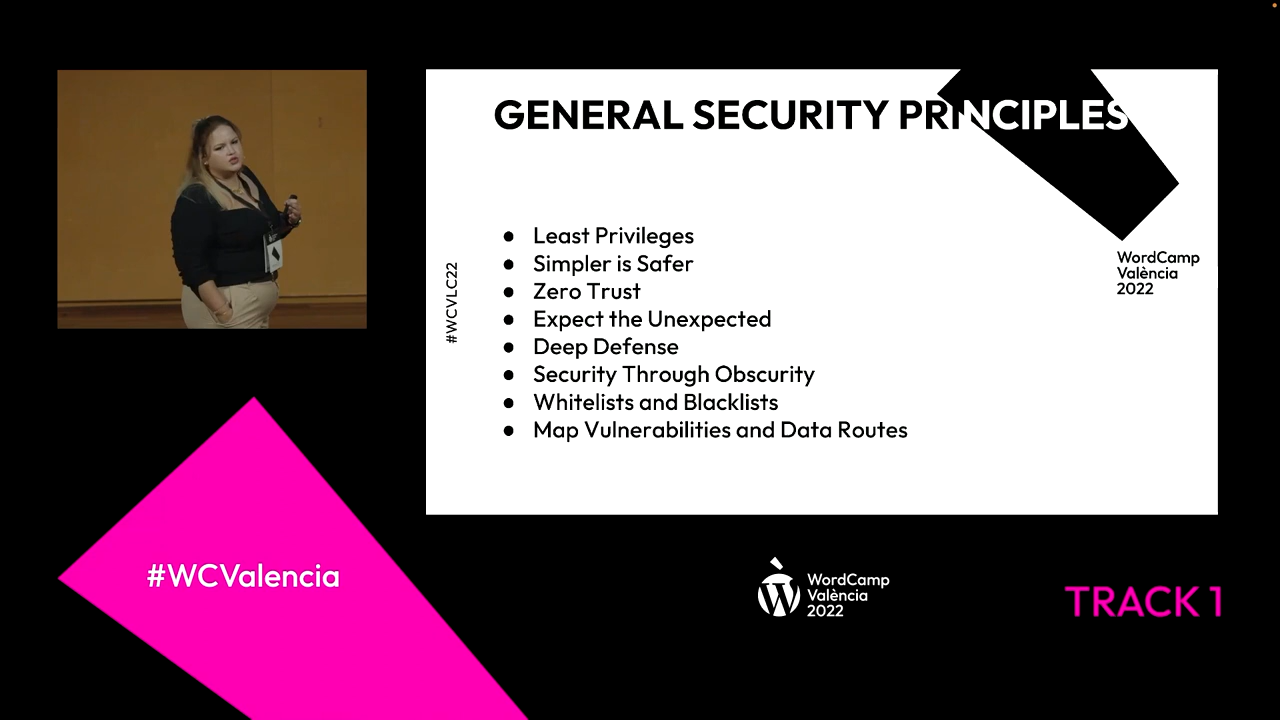 GENERAL SECURITY PRINCIPLES
● Least Privileges
● Simpler is Safer
● Zero Trust
● Expect the Unexpected
● Deep Defense
● Security Through Obscurity
● Whitelists and Blacklists
● Map Vulnerabilities and Data Routes
#WCVLC22
WordCamp
València
2022
#WCValencia
WordCamp
València
2022
TRACK 1